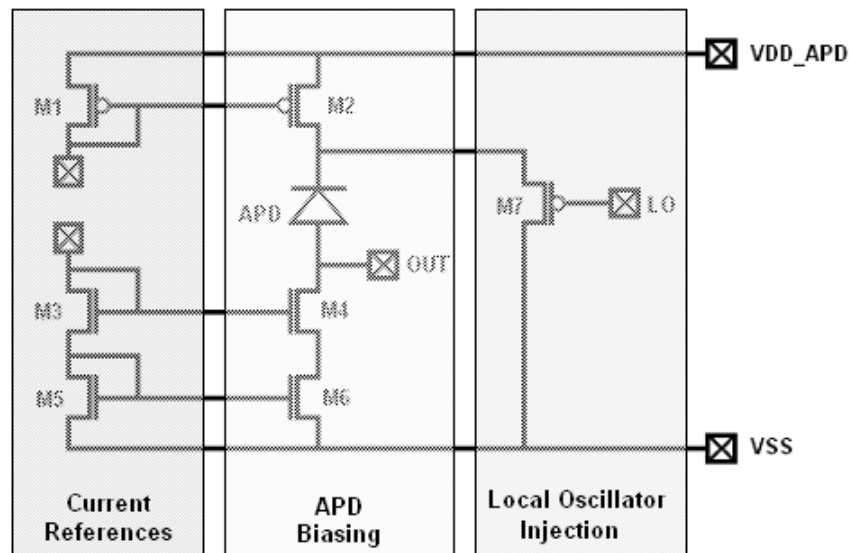 VDD_APD
M1
M2
APD
M7
LO
OUT
M3
M4
M5
M6
VSS
Current
References
APD
Biasing
Local Oscillator
Injection